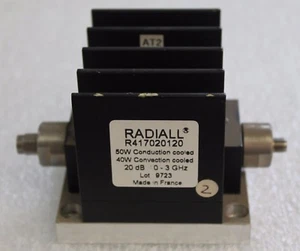 AT2
RADIALL®
R417020120
50W Conduction cooled
40W Convection cooled
20 dB 0 - 3 GHz
Lot 9723
Made in France
2